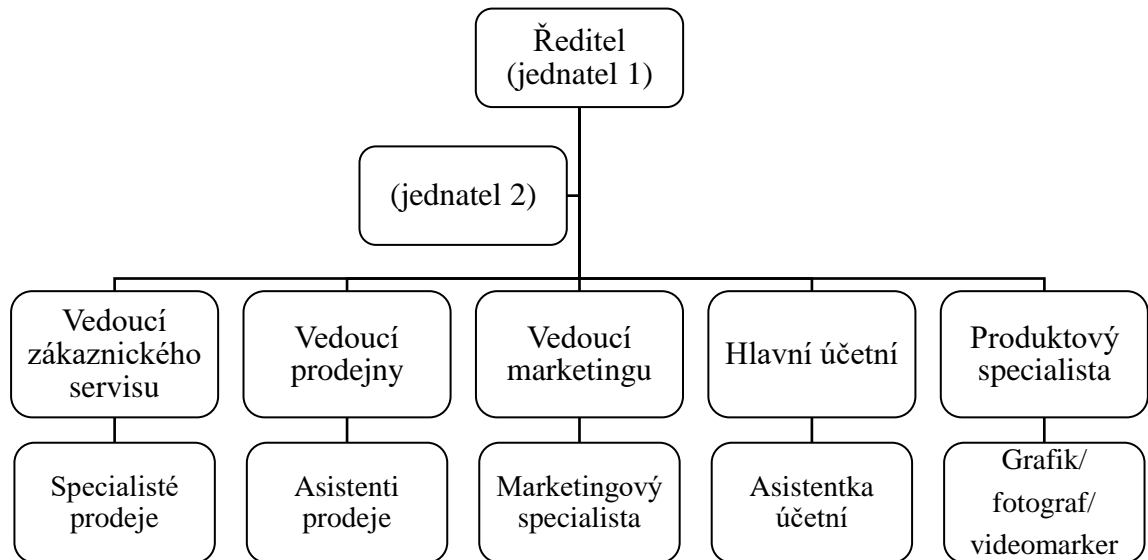 Ředitel
(jednatel 1)
(jednatel 2)
Vedoucí
zákaznického
servisu
Vedoucí
prodejny
Vedoucí
marketingu
Hlavní účetní
Produktový
specialista
Specialisté
prodeje
Asistenti
prodeje
Marketingový
specialista
Asistentka
účetní
Grafik/
fotograf/
videomarker